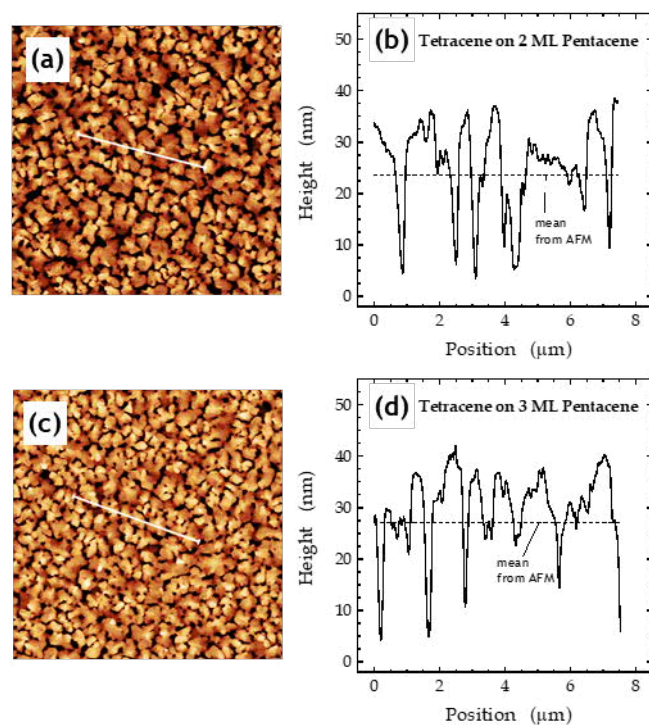 (a)
(b) Tetracene on 2 ML Pentacene
50
40
30
20
10
0
Height (nm)
mean
from AFM
0 2 4 6 8
Position (μm)
(c)
(d) Tetracene on 3 ML Pentacene
50
40
30
20
10
0
Height (nm)
mean
from AFM
0 2 4 6 8
Position (μm)